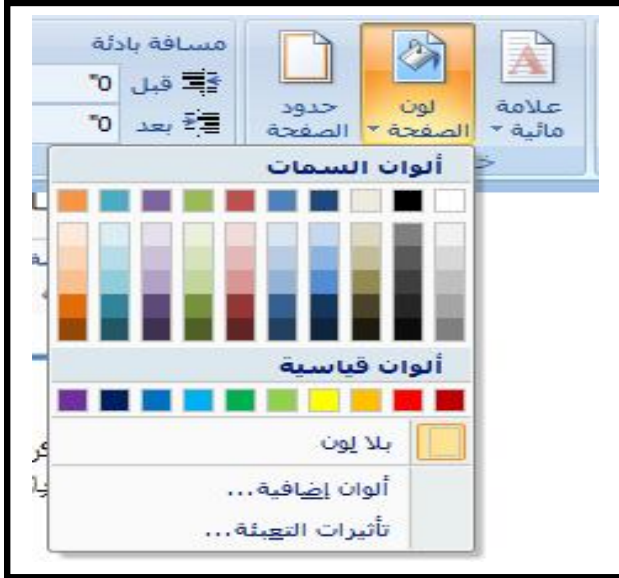 علامة مائية
لون الصفحة
حدود الصفحة
مسافة بادئة
قبل 0"
بعد 0"
ألوان السمات
ألوان قياسية
بلا لون
ألوان إضافية...
تأثيرات التعبئة...